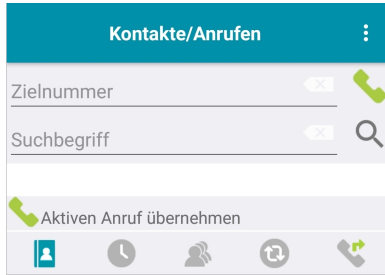 Kontakte/Anrufen
Zielnummer
Suchbegriff
Aktiven Anruf übernehmen